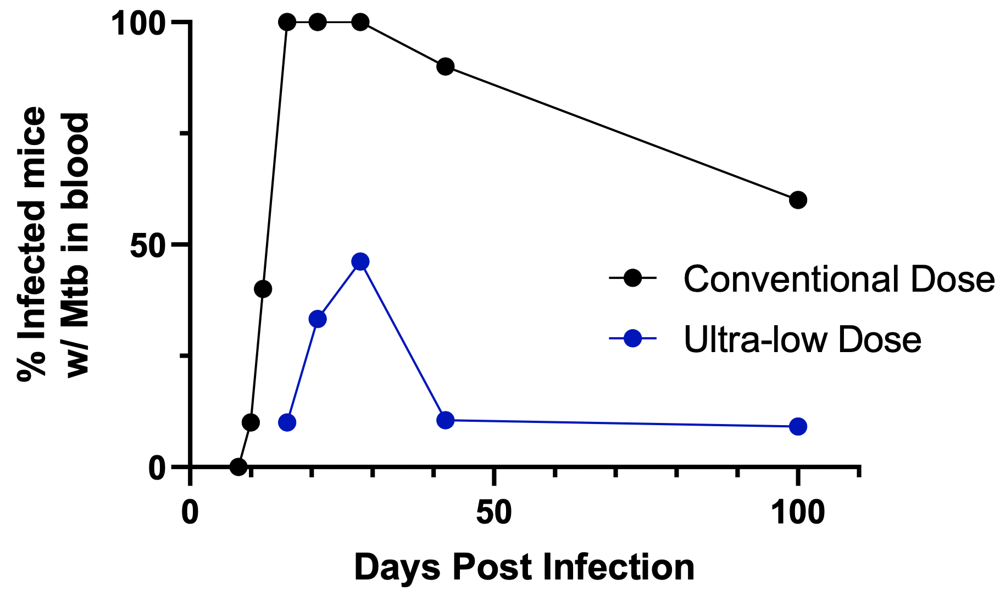 % Infected mice
w/ Mtb in blood
100
50
0
Conventional Dose
Ultra-low Dose
0 50 100
Days Post Infection